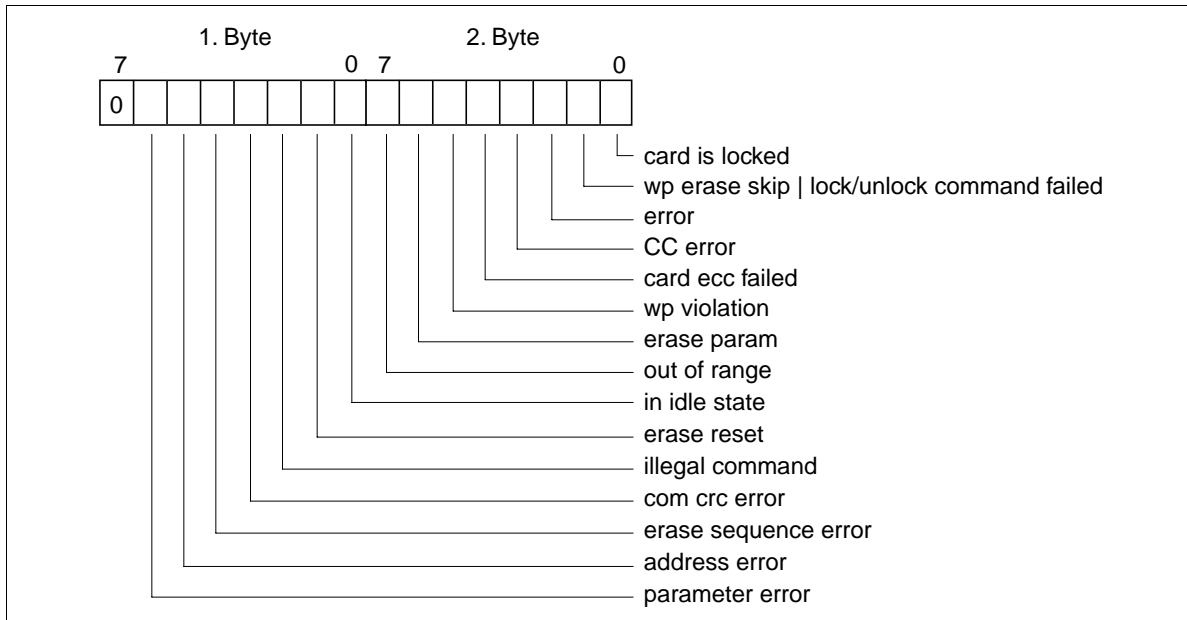 1. Byte 2. Byte
7 0 7 0
0
card is locked
wp erase skip | lock/unlock command failed
error
CC error
card ecc failed
wp violation
erase param
out of range
in idle state
erase reset
illegal command
com crc error
erase sequence error
address error
parameter error